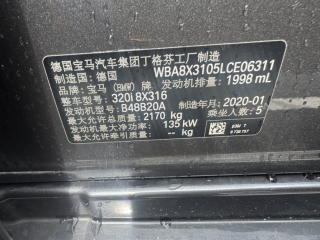 德国宝马汽车集团丁格芬工厂制造
制造国：德国 WBA8X3105LCE06311
品牌：宝马（BMW）牌 发动机排量：1998 mL
整车型号：320i 8X316
发动机型号：B48B20A 制造年月：2020-01
最大允许总质量：2170 kg 乘坐人数：5
发动机最大净功率：135 kW
最大允许牵引质量：-- kg